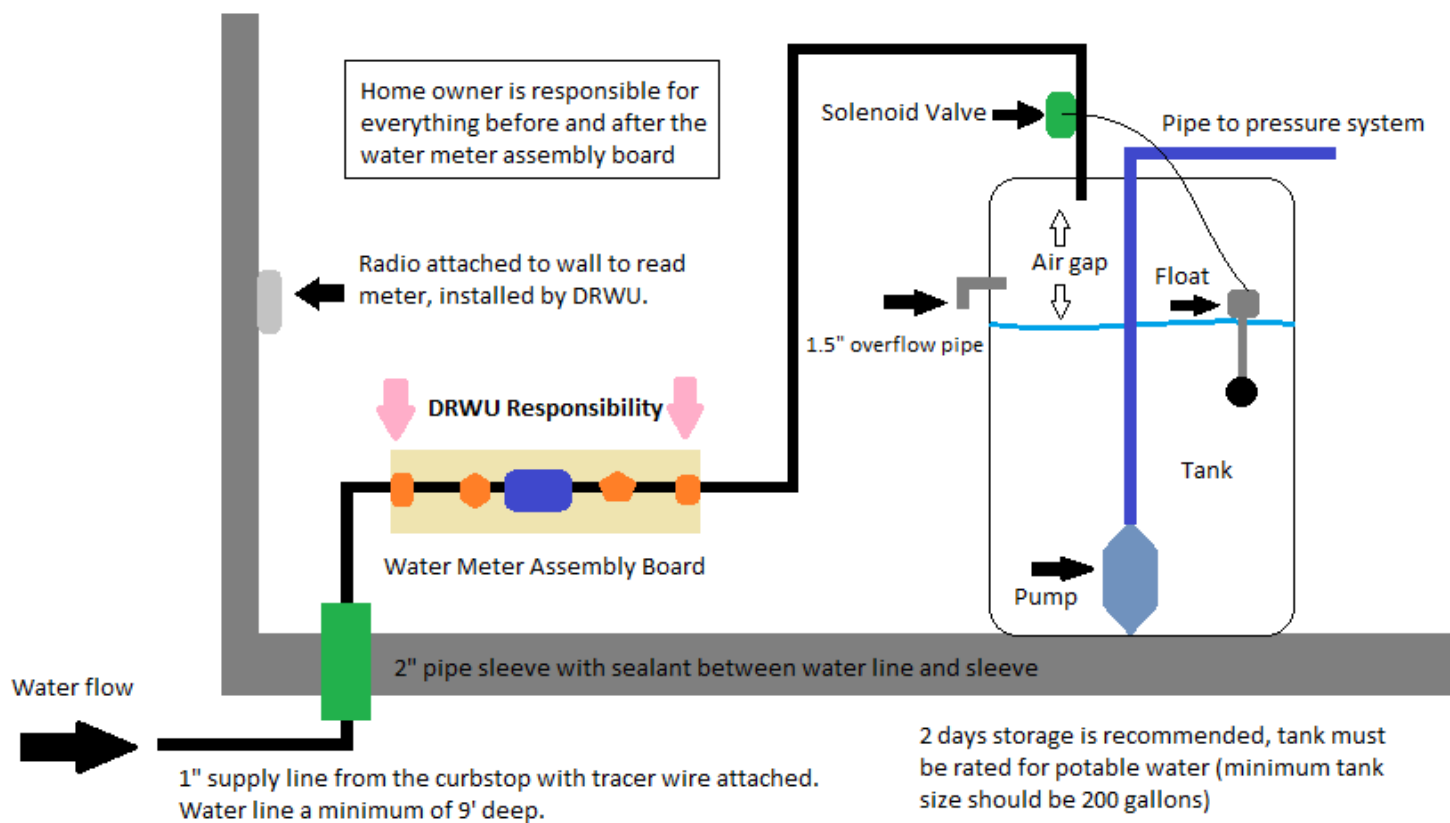 Home owner is responsible for
everything before and after the
water meter assembly board
Solenoid Valve
Pipe to pressure system
Radio attached to wall to read
meter, installed by DRWU.
Air gap
Float
1.5" overflow pipe
DRWU Responsibility
Tank
Water Meter Assembly Board
Pump
2" pipe sleeve with sealant between water line and sleeve
Water flow
1" supply line from the curbstop with tracer wire attached.
Water line a minimum of 9' deep.
2 days storage is recommended, tank must
be rated for potable water (minimum tank
size should be 200 gallons)